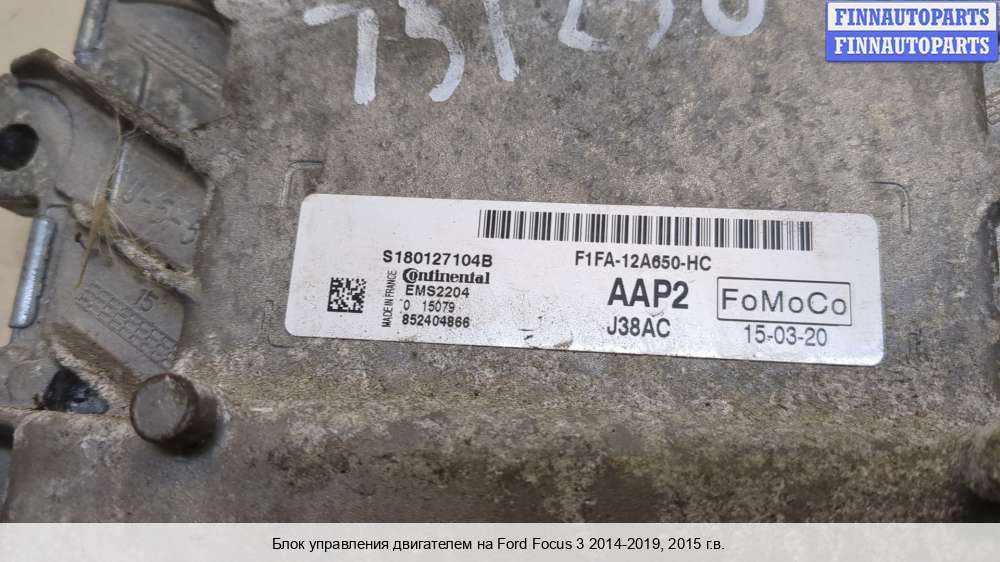 FINNAUTOPARTS
FINNAUTOPARTS
S180127104B
F1FA-12A650-HC
Continental
EMS2204
0 15079
852404866
MADE IN FRANCE
AAP2
J38AC
FoMoCo
15-03-20
15
Блок управления двигателем на Ford Focus 3 2014-2019, 2015 г.в.